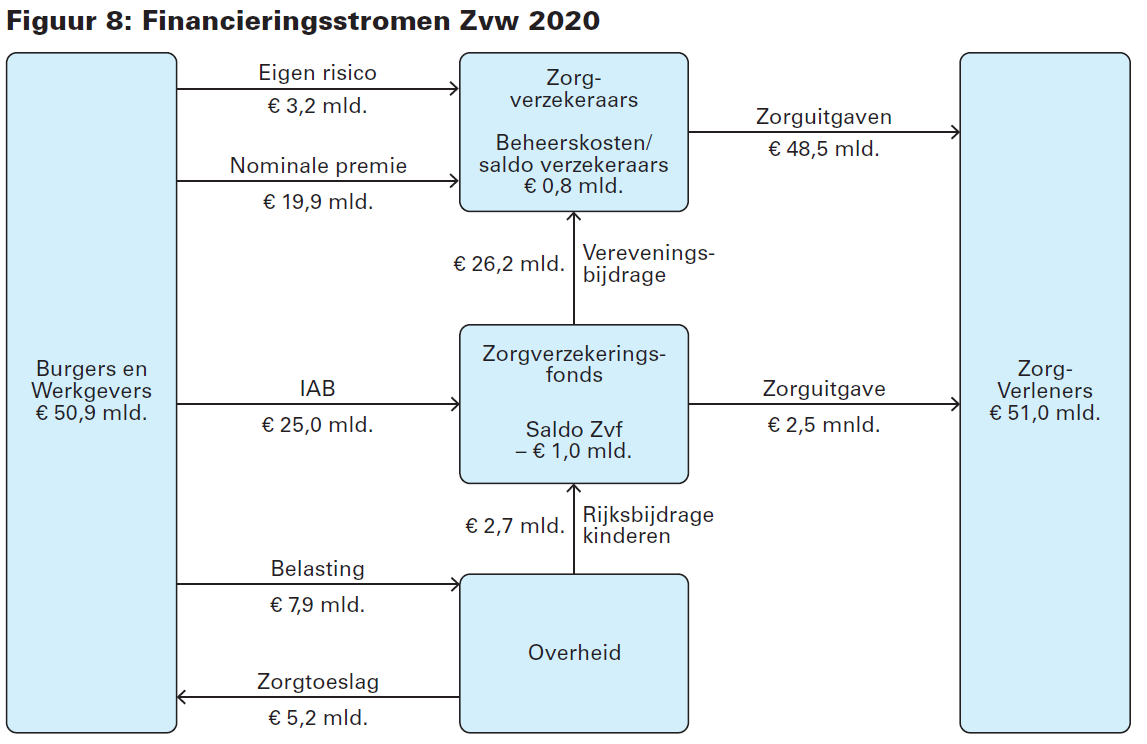 Figuur 8: Financieringsstromen Zvw 2020
Burgers en
Werkgevers
€ 50,9 mld.
Eigen risico
€ 3,2 mld.
Nominale premie
€ 19,9 mld.
IAB
€ 25,0 mld.
Belasting
€ 7,9 mld.
Zorgtoeslag
€ 5,2 mld.
Zorg-
verzekeraars
Beheerskosten/
saldo verzekeraars
€ 0,8 mld.
€ 26,2 mld.
Verevenings-
bijdrage
Zorgverzekerings-
fonds
Saldo Zvf
– € 1,0 mld.
€ 2,7 mld.
Rijksbijdrage
kinderen
Overheid
Zorguitgaven
€ 48,5 mld.
Zorguitgave
€ 2,5 mnld.
Zorg-
Verleners
€ 51,0 mld.